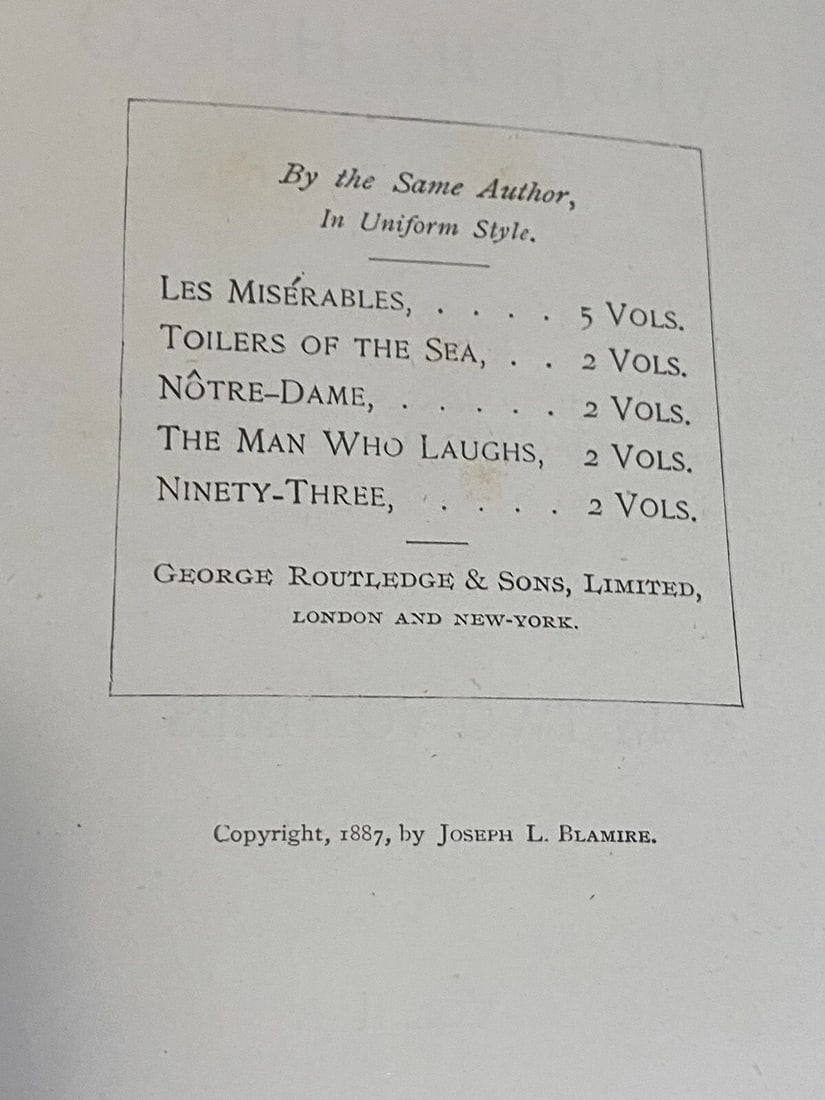 By the Same Author,
In Uniform Style.
LES MISÉRABLES, . . . . 5 VOLS.
TOILERS OF THE SEA, . . 2 VOLS.
NÔTRE-DAME, . . . . . 2 VOLS.
THE MAN WHO LAUGHS, 2 VOLS.
NINETY-THREE, . . . . 2 VOLS.
GEORGE ROUTLEDGE & SONS, LIMITED,
LONDON AND NEW-YORK.
Copyright, 1887, by JOSEPH L. BLAMIRE.